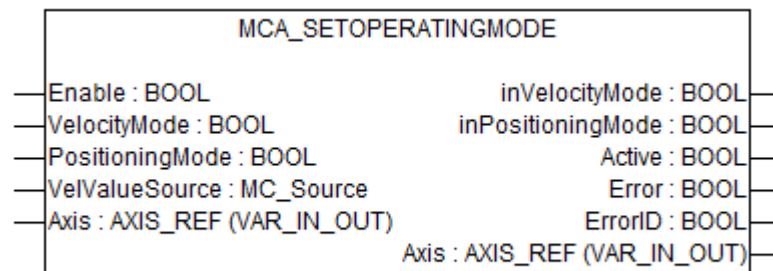 MCA_SETOPERATINGMODE
Enable : BOOL inVelocityMode : BOOL
VelocityMode : BOOL inPositioningMode : BOOL
PositioningMode : BOOL Active : BOOL
VelValueSource : MC_Source Error : BOOL
Axis : AXIS_REF (VAR_IN_OUT) ErrorID : BOOL
Axis : AXIS_REF (VAR_IN_OUT)